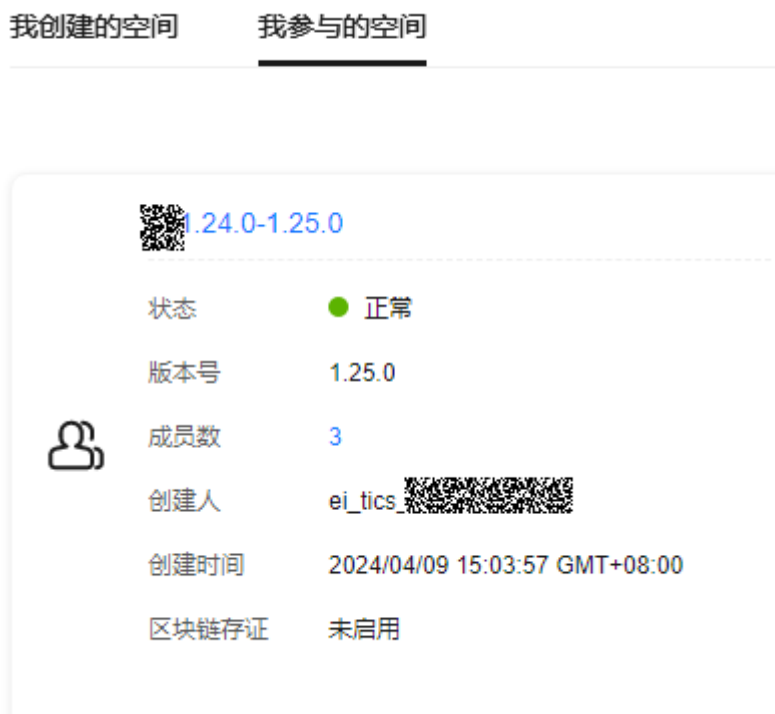 我创建的空间 我参与的空间
1.24.0-1.25.0
状态 正常
版本号 1.25.0
成员数 3
创建人 ei_tics_
创建时间 2024/04/09 15:03:57 GMT+08:00
区块链存证 未启用